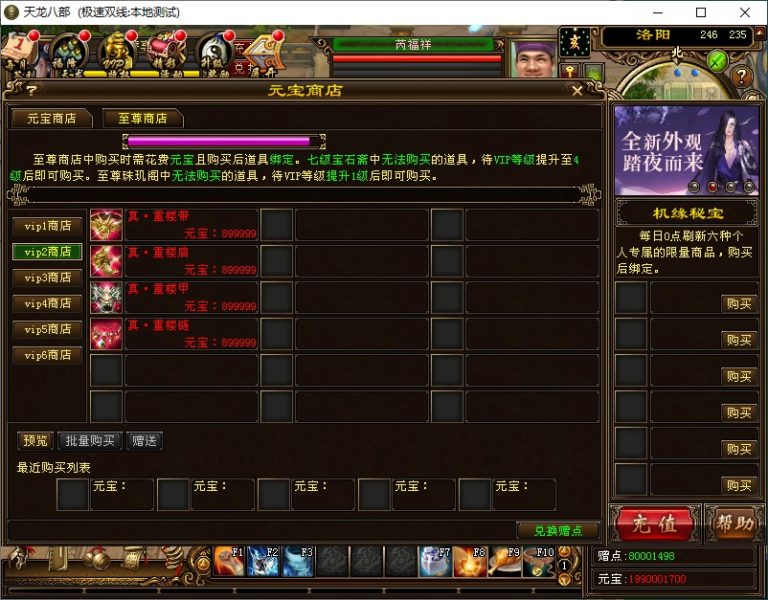 天龙八部 (极速双线:本地测试)
芮福祥
洛阳 246 235
北
元宝商店
元宝商店 至尊商店
至尊商店中购买时需花费元宝且购买后道具绑定。七级宝石斋中无法购买的道具，待VIP等级提升至4
级后即可购买。至尊珠玑阁中无法购买的道具，待VIP等级提升1级后即可购买。
vip1商店
vip2商店
vip3商店
vip4商店
vip5商店
vip6商店
真·重楼带
元宝：899999
真·重楼肩
元宝：899999
真·重楼甲
元宝：899999
真·重楼链
元宝：899999
预览 批量购买 赠送
最近购买列表
元宝： 元宝： 元宝： 元宝： 元宝：
兑换赠点
全新外观
踏夜而来
机缘秘宝
每日0点刷新六种个
人专属的限量商品，购买
后绑定。
购买
购买
购买
购买
购买
购买
充值 帮助
F1 F2 F3 F7 F8 F9 F10 1
赠点:80001498
元宝:1990001700